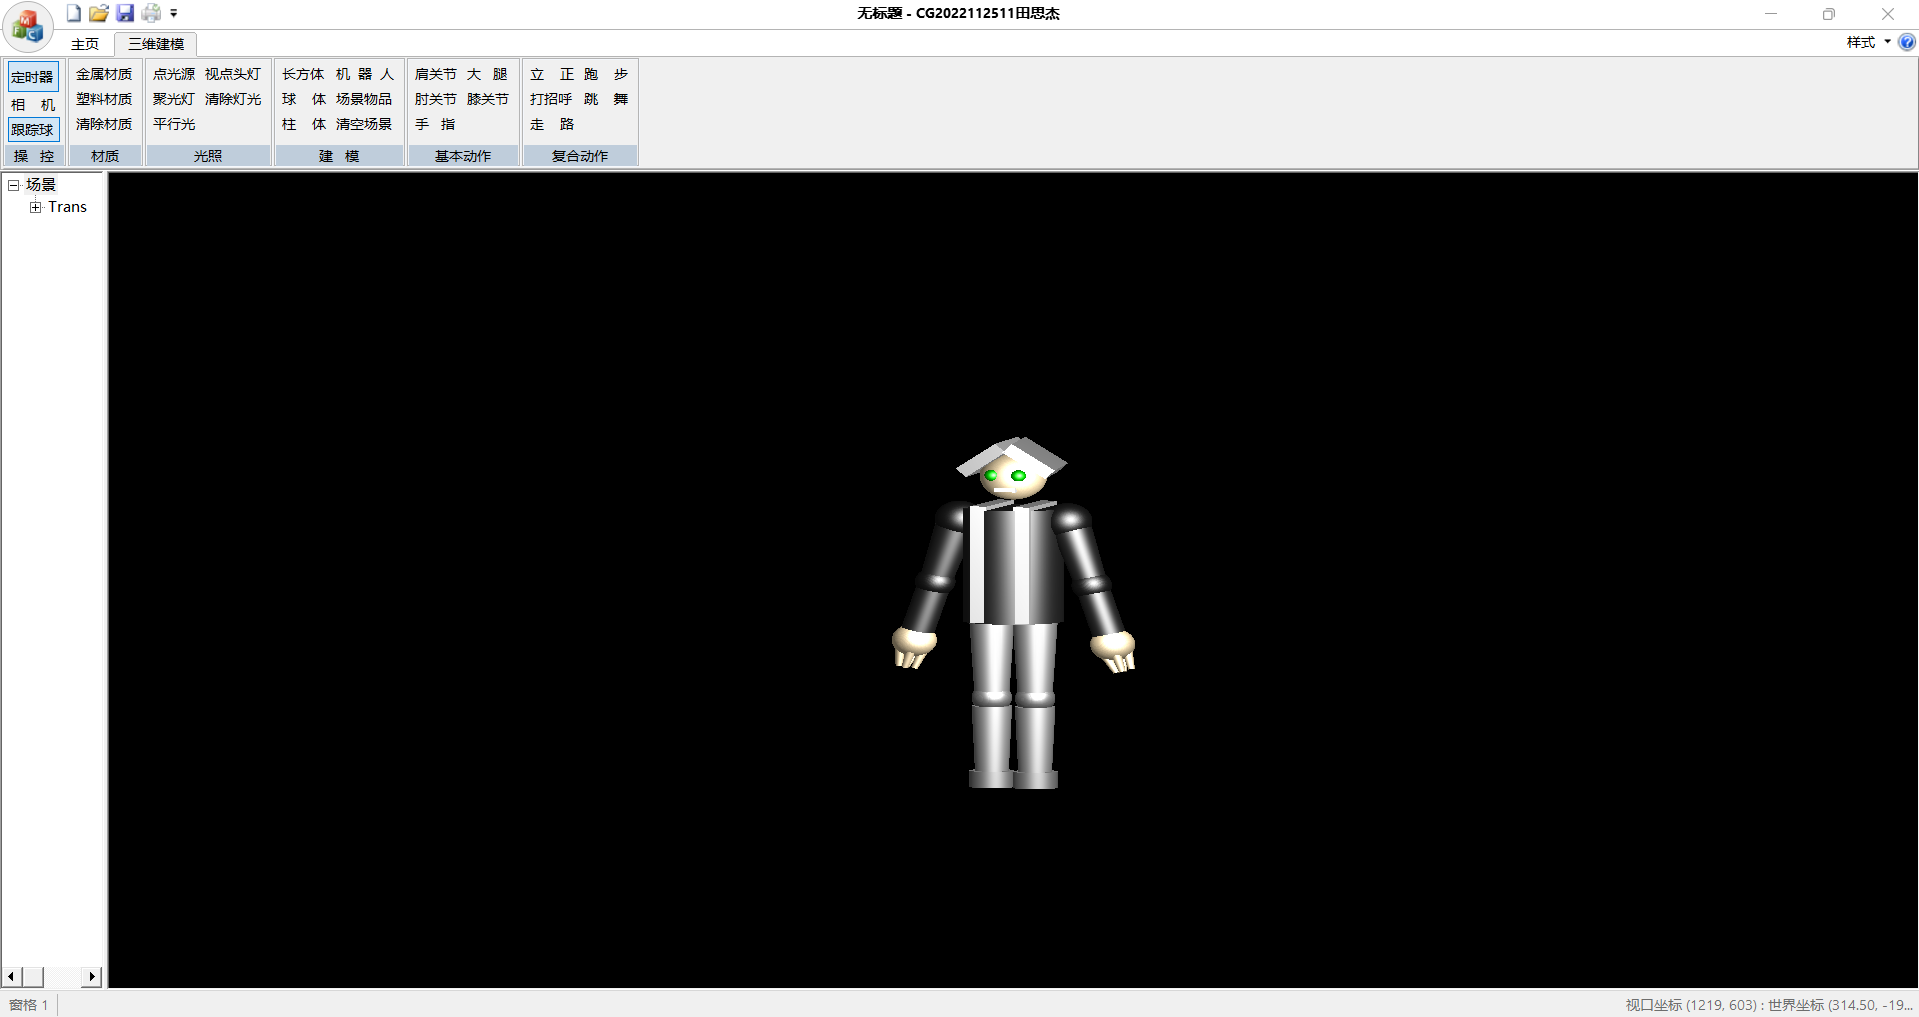 无标题 - CG2022112511田思杰
主页 三维建模 样式
定时器 金属材质 点光源 视点头灯 长方体 机 器 人 肩关节 大 腿 立 正 跑 步
相 机 塑料材质 聚光灯 清除灯光 球 体 场景物品 肘关节 膝关节 打招呼 跳 舞
跟踪球 清除材质 平行光 柱 体 清空场景 手 指 走 路
操 控 材质 光照 建 模 基本动作 复合动作
场景
Trans
窗格 1 视口坐标 (1219, 603) : 世界坐标 (314.50, -19...